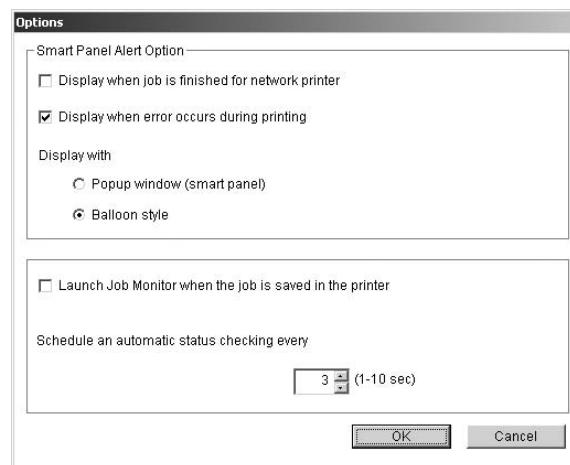 Options
Smart Panel Alert Option
Display when job is finished for network printer
Display when error occurs during printing
Display with
Popup window (smart panel)
Balloon style
Launch Job Monitor when the job is saved in the printer
Schedule an automatic status checking every
3 (1-10 sec)
OK Cancel